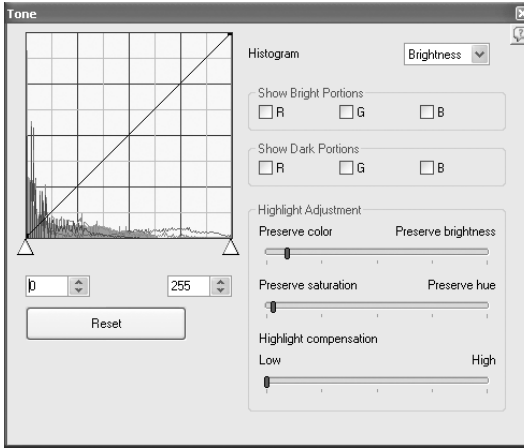 Tone
Histogram Brightness
Show Bright Portions
R G B
Show Dark Portions
R G B
Highlight Adjustment
Preserve color Preserve brightness
0 255
Preserve saturation Preserve hue
Reset
Highlight compensation
Low High